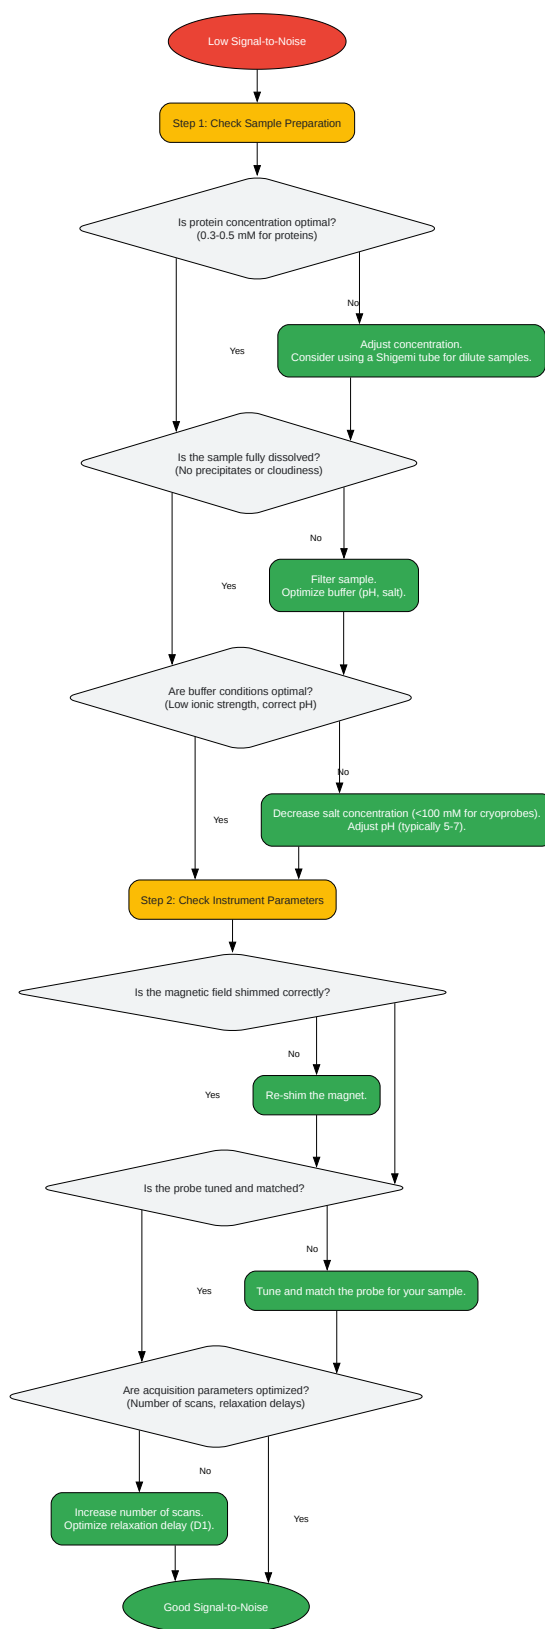 Low Signal-to-Noise
Step 1: Check Sample Preparation
Is protein concentration optimal?
(0.3-0.5 mM for proteins)
No
Yes
Adjust concentration.
Consider using a Shigemi tube for dilute samples.
Is the sample fully dissolved?
(No precipitates or cloudiness)
No
Yes
Filter sample.
Optimize buffer (pH, salt).
Are buffer conditions optimal?
(Low ionic strength, correct pH)
No
Yes
Decrease salt concentration (<100 mM for cryoprobes).
Adjust pH (typically 5-7).
Step 2: Check Instrument Parameters
Is the magnetic field shimmed correctly?
No
Yes
Re-shim the magnet.
Is the probe tuned and matched?
No
Yes
Tune and match the probe for your sample.
Are acquisition parameters optimized?
(Number of scans, relaxation delays)
No
Increase number of scans.
Optimize relaxation delay (D1).
Yes
Good Signal-to-Noise